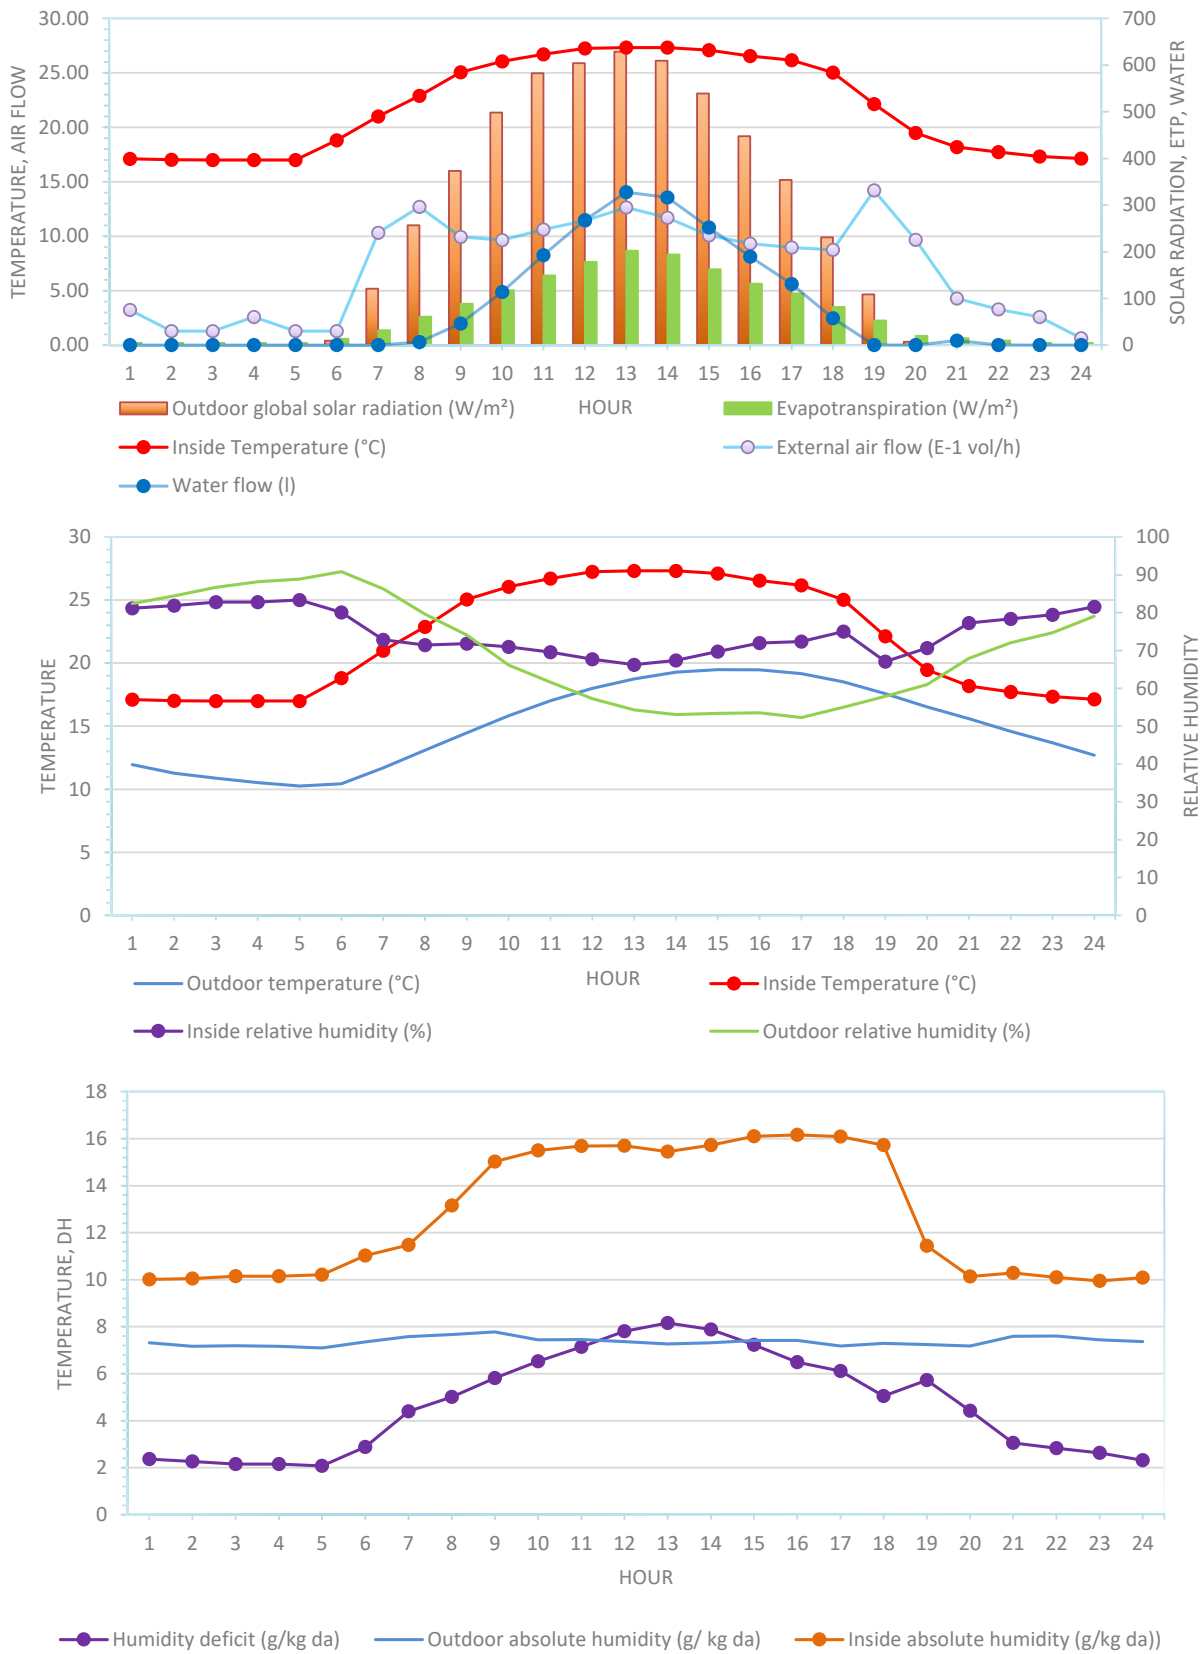 30.00
25.00
20.00
15.00
10.00
5.00
0.00
TEMPERATURE, AIR FLOW
700
600
500
400
300
200
100
0
SOLAR RADIATION, ETP, WATER
1 2 3 4 5 6 7 8 9 10 11 12 13 14 15 16 17 18 19 20 21 22 23 24
HOUR
Outdoor global solar radiation (W/m²)
Evapotranspiration (W/m²)
Inside Temperature (°C)
External air flow (E-1 vol/h)
Water flow (l)
30
25
20
15
10
5
0
TEMPERATURE
100
90
80
70
60
50
40
30
20
10
0
RELATIVE HUMIDITY
1 2 3 4 5 6 7 8 9 10 11 12 13 14 15 16 17 18 19 20 21 22 23 24
HOUR
Outdoor temperature (°C)
Inside Temperature (°C)
Inside relative humidity (%)
Outdoor relative humidity (%)
18
16
14
12
10
8
6
4
2
0
TEMPERATURE, DH
1 2 3 4 5 6 7 8 9 10 11 12 13 14 15 16 17 18 19 20 21 22 23 24
HOUR
Humidity deficit (g/kg da)
Outdoor absolute humidity (g/ kg da)
Inside absolute humidity (g/kg da))